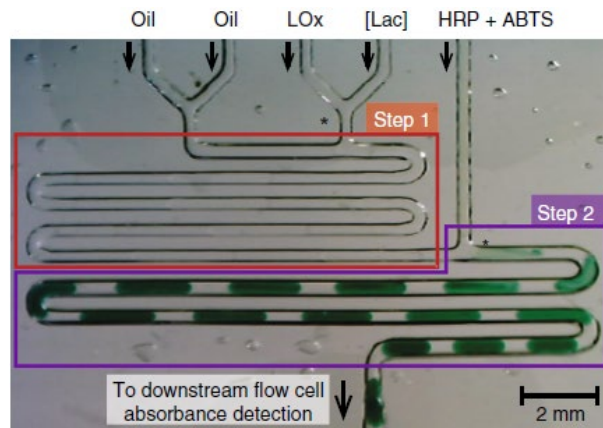 Oil Oil LOx [Lac] HRP + ABTS
* Step 1
Step 2
*
To downstream flow cell
absorbance detection
2 mm